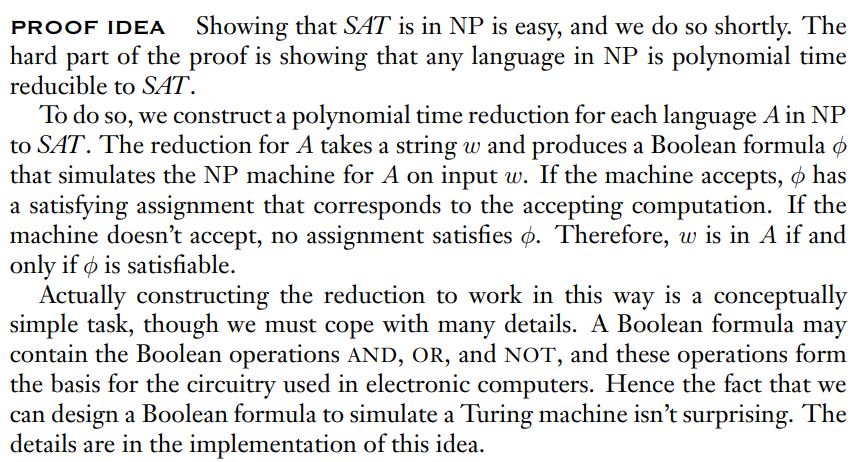 PROOF IDEA Showing that SAT is in NP is easy, and we do so shortly. The
hard part of the proof is showing that any language in NP is polynomial time
reducible to SAT.
To do so, we construct a polynomial time reduction for each language A in NP
to SAT. The reduction for A takes a string w and produces a Boolean formula ϕ
that simulates the NP machine for A on input w. If the machine accepts, ϕ has
a satisfying assignment that corresponds to the accepting computation. If the
machine doesn't accept, no assignment satisfies ϕ. Therefore, w is in A if and
only if ϕ is satisfiable.
Actually constructing the reduction to work in this way is a conceptually
simple task, though we must cope with many details. A Boolean formula may
contain the Boolean operations AND, OR, and NOT, and these operations form
the basis for the circuitry used in electronic computers. Hence the fact that we
can design a Boolean formula to simulate a Turing machine isn't surprising. The
details are in the implementation of this idea.